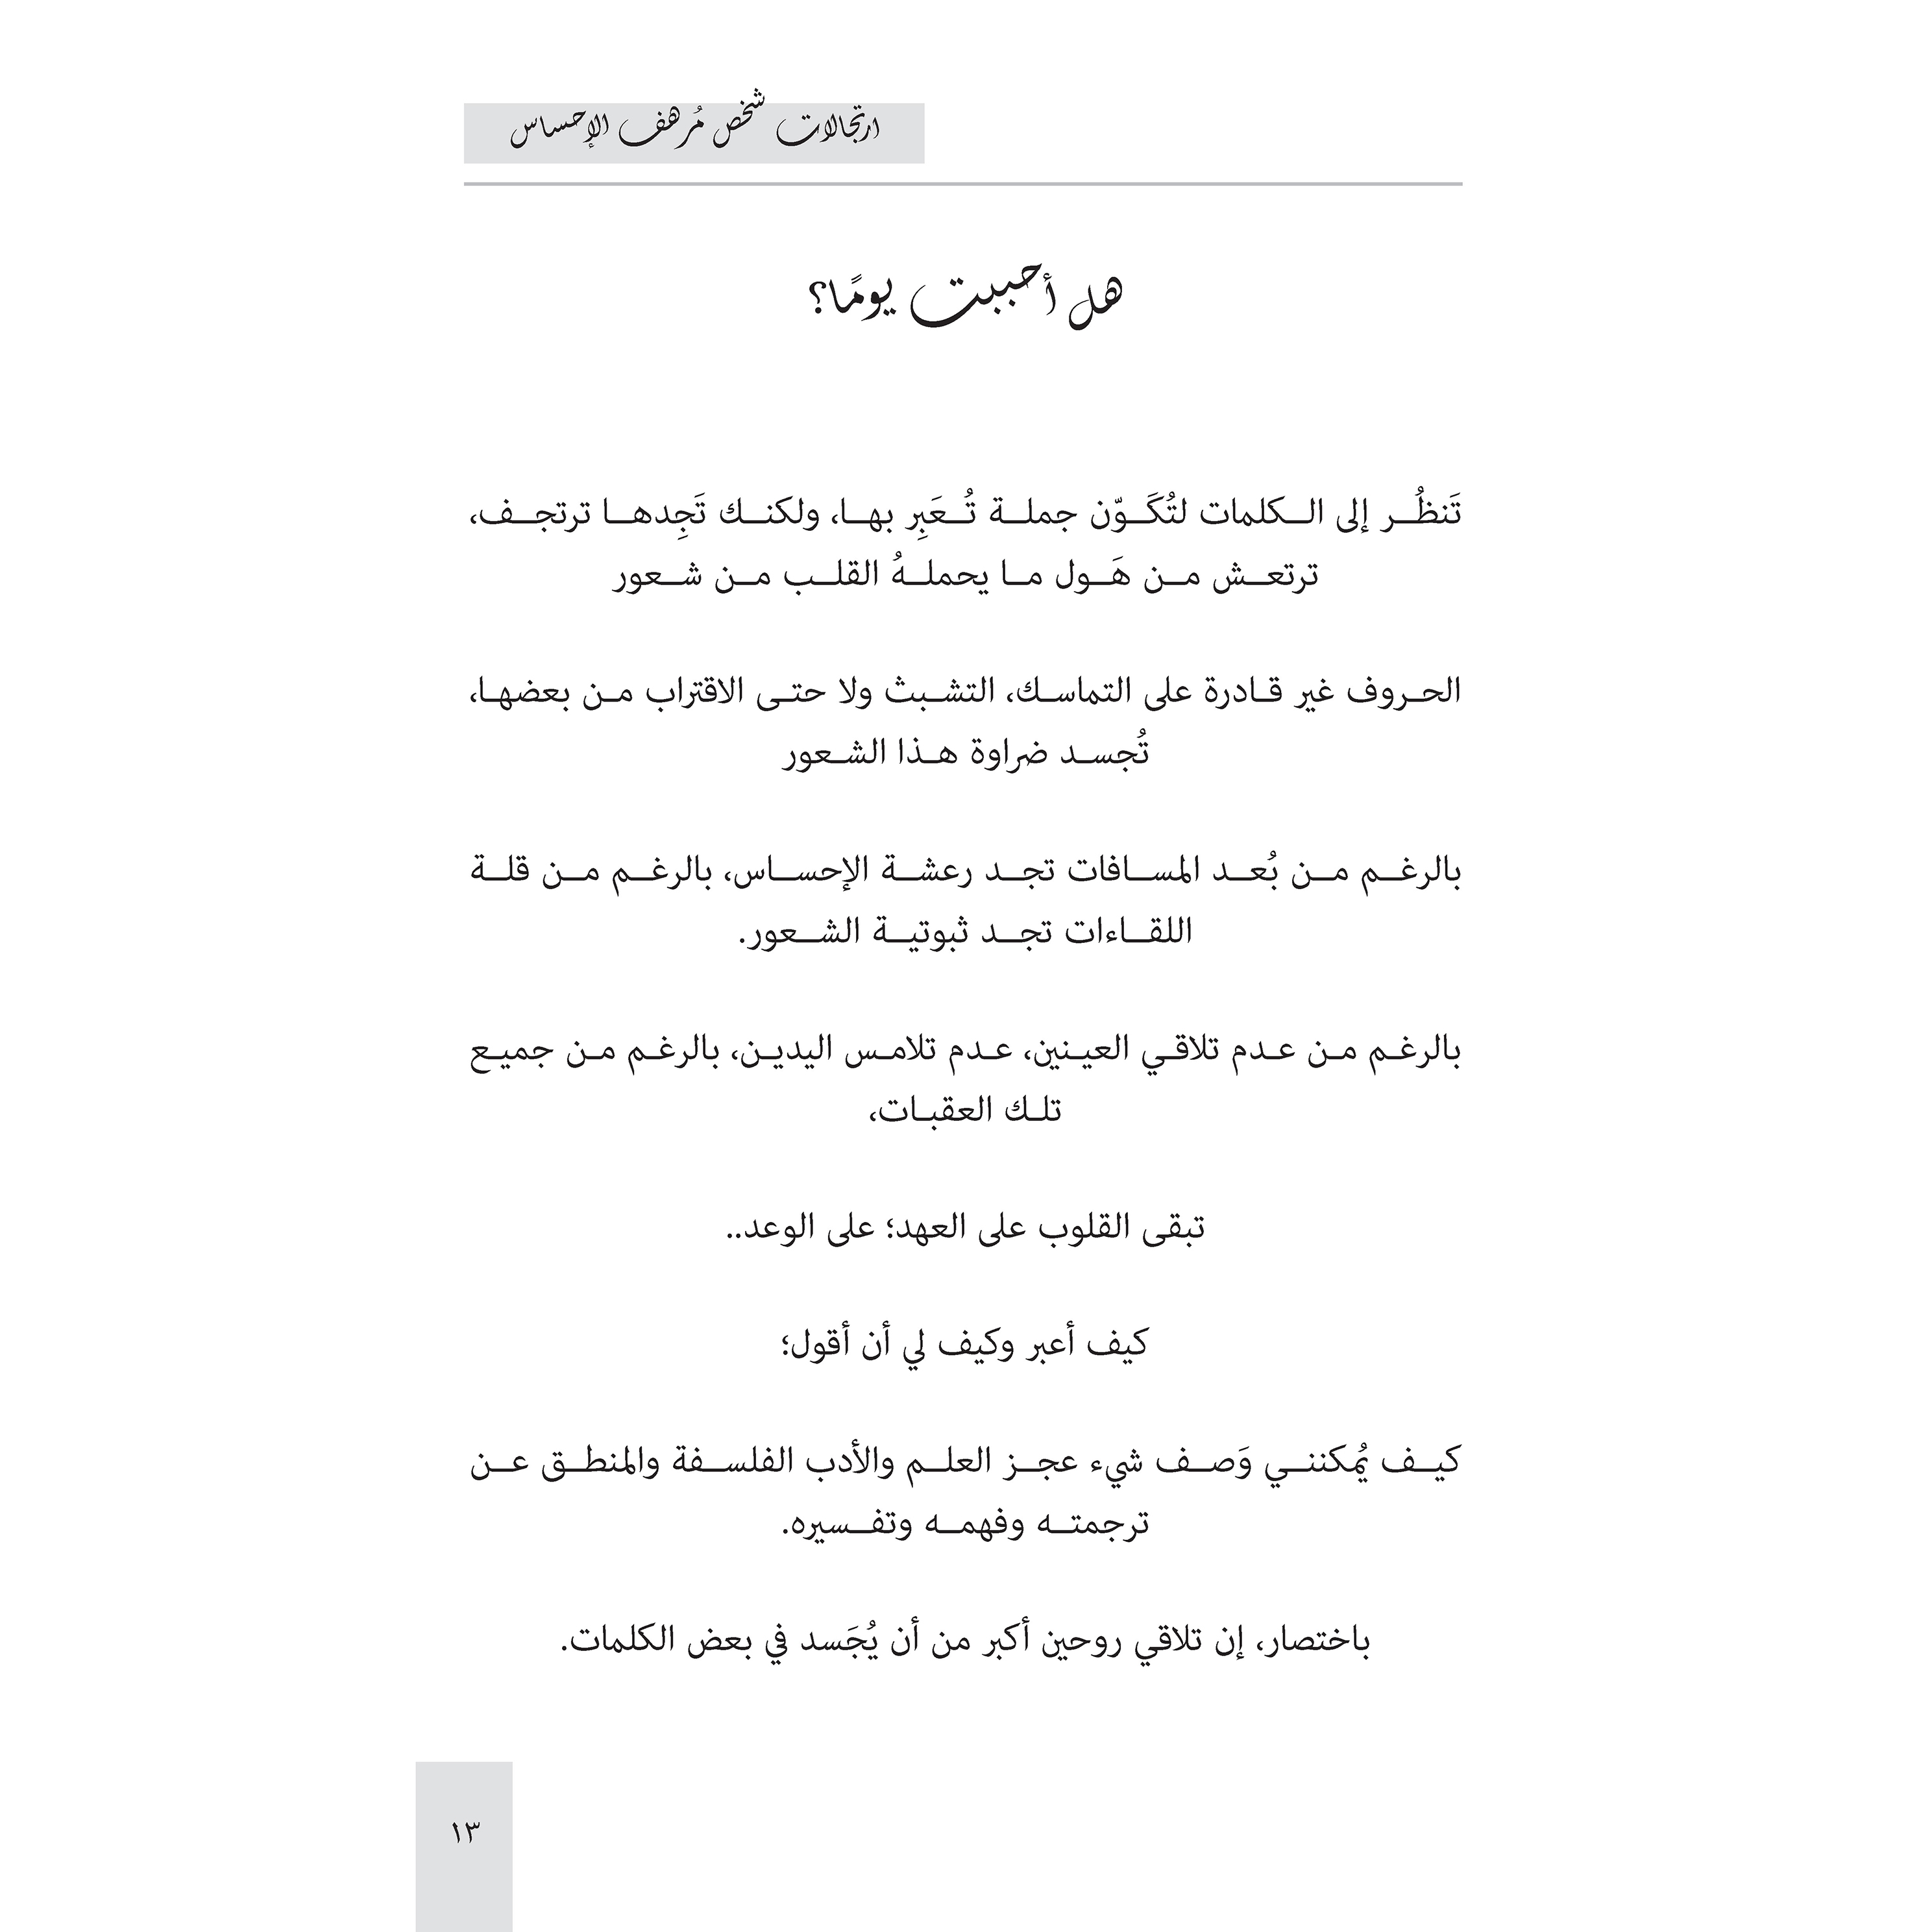 ارتجالات شخص مُرهف الإحساس
هل أحببت يومًا؟
تَنظُر إلى الكلمات لتُكَوّن جملة تُعَبِر بها، ولكنك تَجِدها ترتجف،
ترتعش من هَول ما يحملهُ القلب من شعور
الحروف غير قادرة على التماسك، التشبث ولا حتى الاقتراب من بعضها،
تُجسد ضراوة هذا الشعور
بالرغم من بُعد المسافات تجد رعشة الإحساس، بالرغم من قلة
اللقاءات تجد ثبوتية الشعور.
بالرغم من عدم تلاقي العينين، عدم تلامس اليدين، بالرغم من جميع
تلك العقبات،
تبقى القلوب على العهد؛ على الوعد..
كيف أعبر وكيف لي أن أقول؛
كيف يُمكنني وَصف شيء عجز العلم والأدب الفلسفة والمنطق عن
ترجمته وفهمه وتفسيره.
باختصار، إن تلاقي روحين أكبر من أن يُجَسد في بعض الكلمات.
١٣